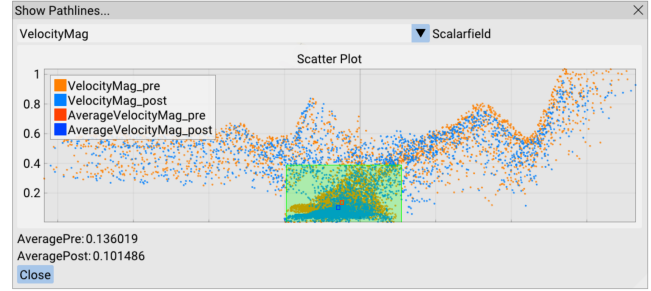 Show Pathlines...
VelocityMag
Scalarfield
Scatter Plot
1
0.8
0.6
0.4
0.2
VelocityMag_pre
VelocityMag_post
AverageVelocityMag_pre
AverageVelocityMag_post
AveragePre:0.136019
AveragePost:0.101486
Close